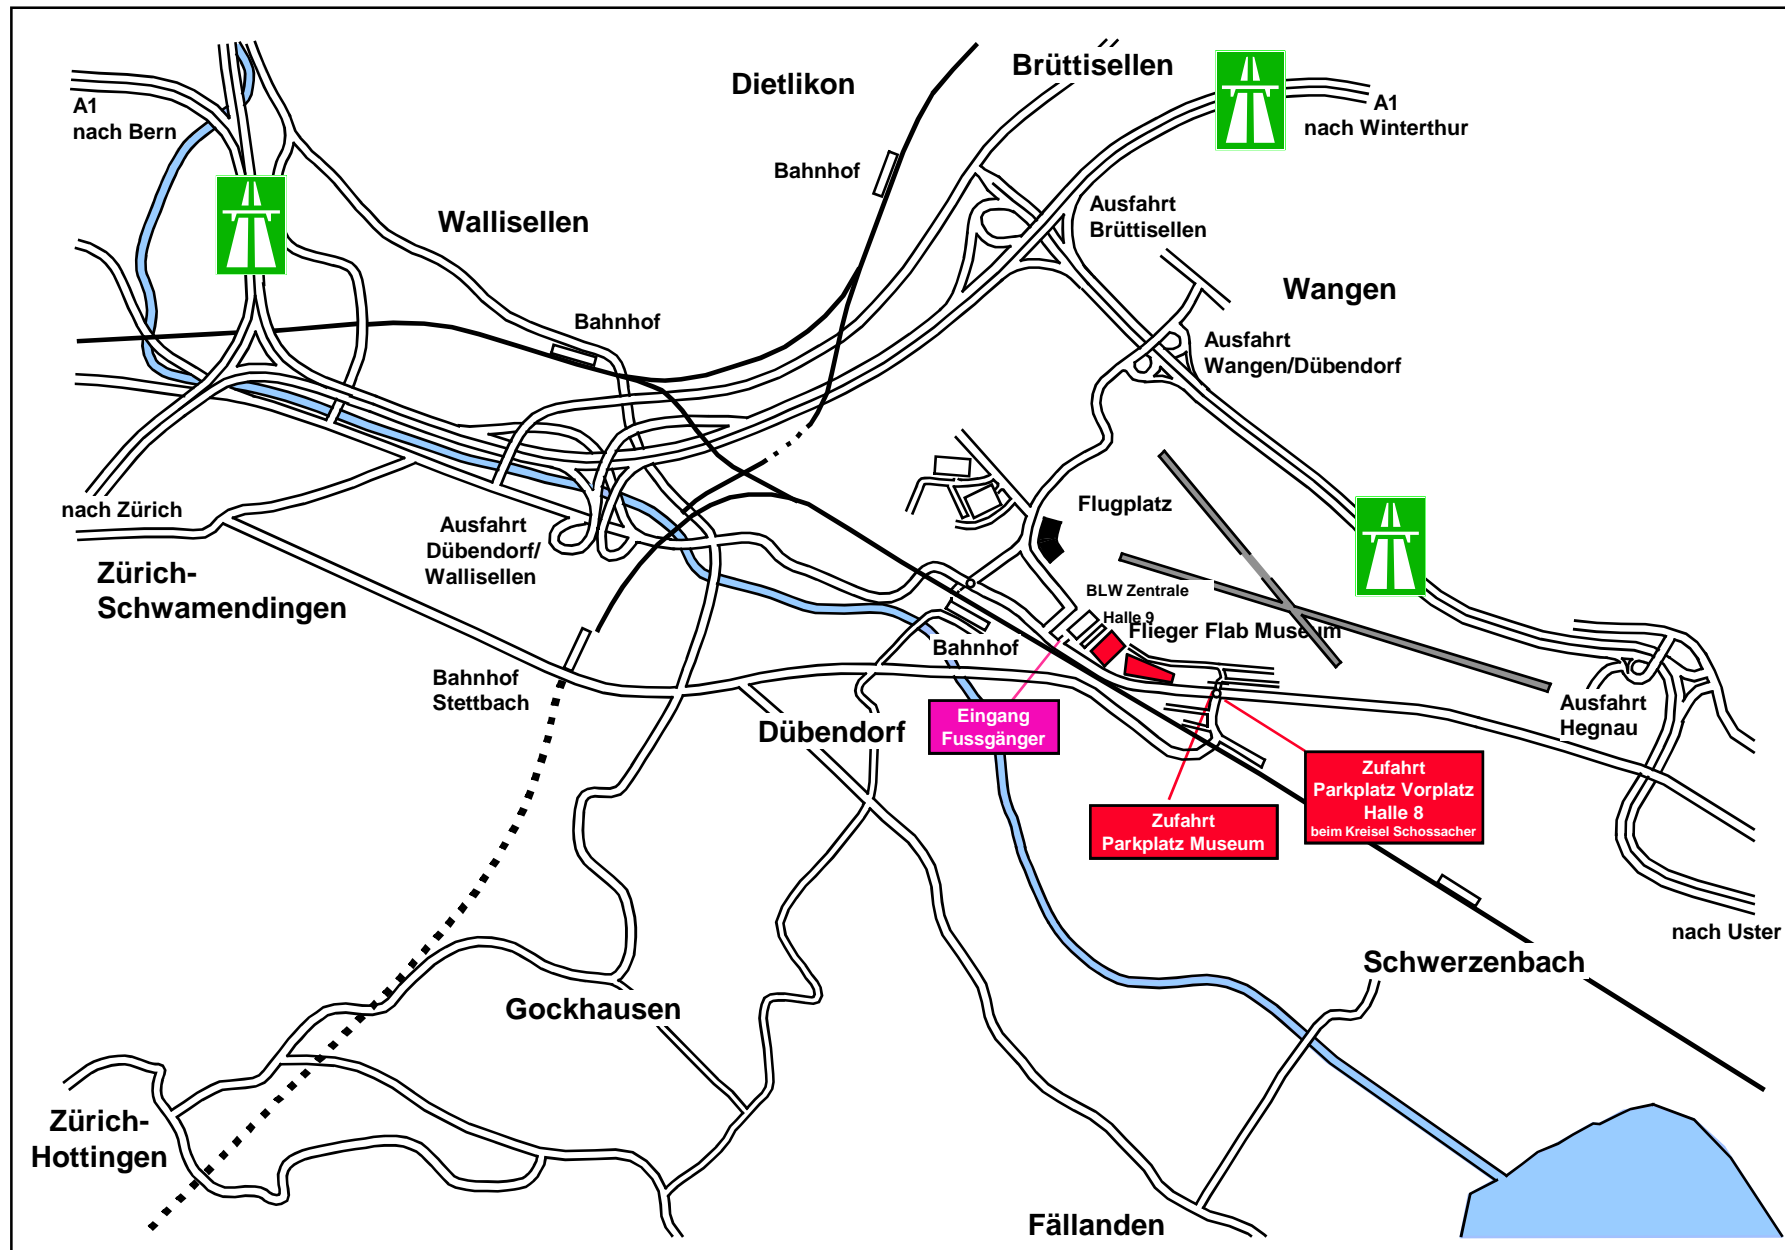 Brüttisellen
Dietlikon
A1
nach Bern
A1
nach Winterthur
Bahnhof
Wallisellen
Ausfahrt
Brüttisellen
Wangen
Bahnhof
Ausfahrt
Wangen/Dübendorf
nach Zürich
Ausfahrt
Dübendorf/
Wallisellen
Flugplatz
Zürich-
Schwamendingen
BLW Zentrale
Halle 9
Flieger Flab Museum
Bahnhof
Bahnhof
Stettbach
Eingang
Fussgänger
Dübendorf
Ausfahrt
Hegnau
Zufahrt
Parkplatz Vorplatz
Halle 8
beim Kreisel Schossacher
Zufahrt
Parkplatz Museum
nach Uster
Schwerzenbach
Gockhausen
Zürich-
Hottingen
Fällanden